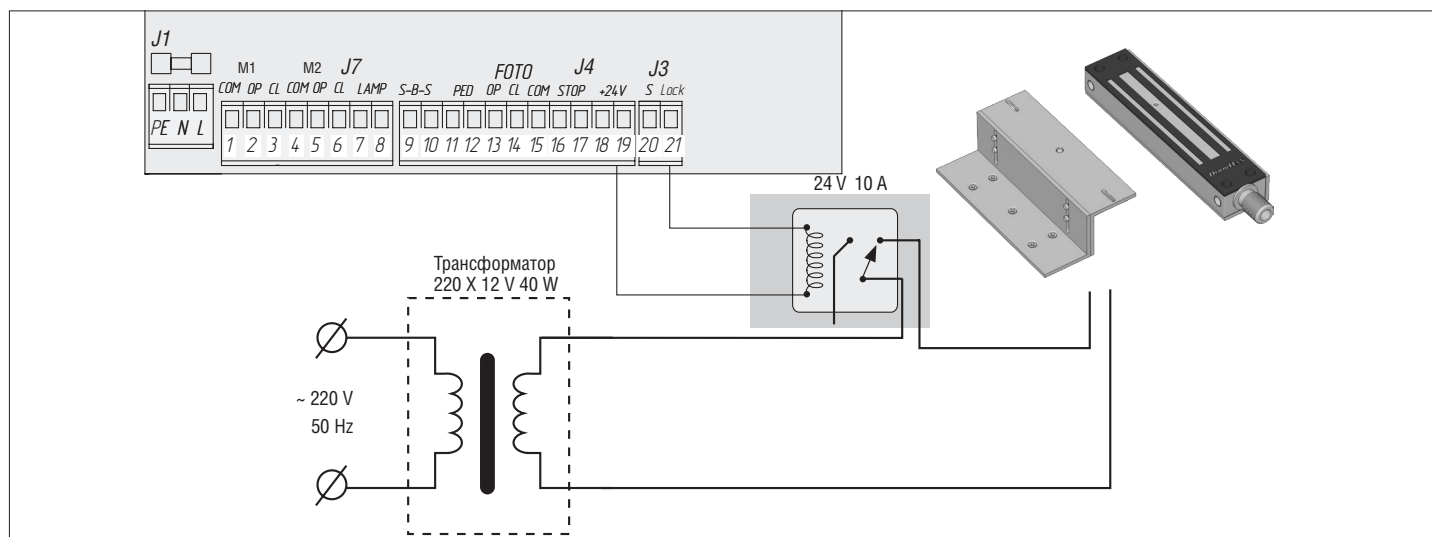 J1
M1 M2 J7 FOTO J4 J3
COM OP CL COM OP CL LAMP S-B-S PED OP CL COM STOP +24V S Lock
PE N L
1 2 3 4 5 6 7 8 9 10 11 12 13 14 15 16 17 18 19 20 21
24 V 10 A
Трансформатор
220 X 12 V 40 W
~ 220 V
50 Hz